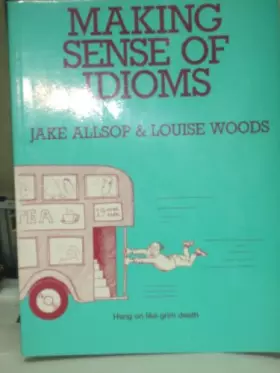 MAKING
SENSE OF
IDIOMS
JAKE ALLSOP & LOUISE WOODS
TEA
Hang on like grim death